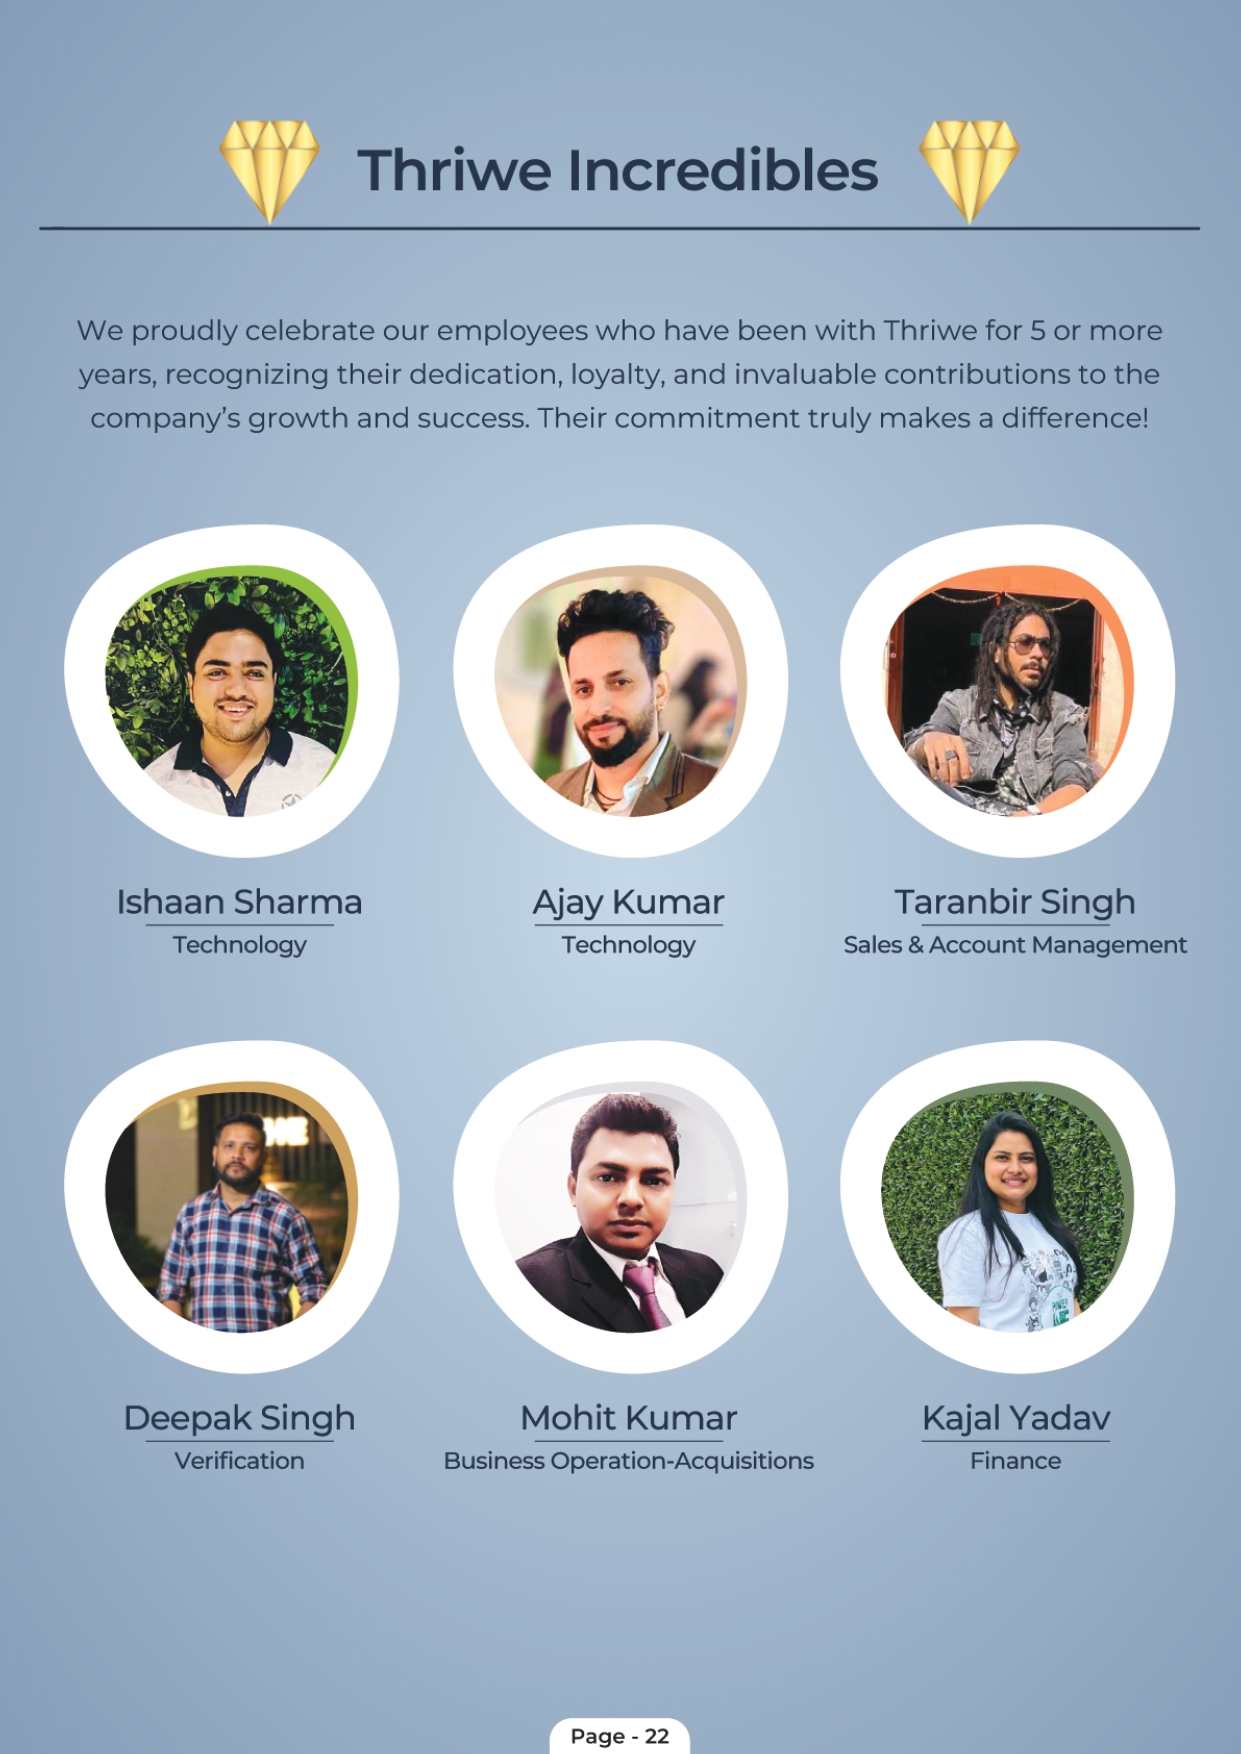 Thriwe Incredibles
We proudly celebrate our employees who have been with Thriwe for 5 or more
years, recognizing their dedication, loyalty, and invaluable contributions to the
company's growth and success. Their commitment truly makes a difference!
Ishaan Sharma
Technology
Ajay Kumar
Technology
Taranbir Singh
Sales & Account Management
Deepak Singh
Verification
Mohit Kumar
Business Operation-Acquisitions
Kajal Yadav
Finance
Page - 22